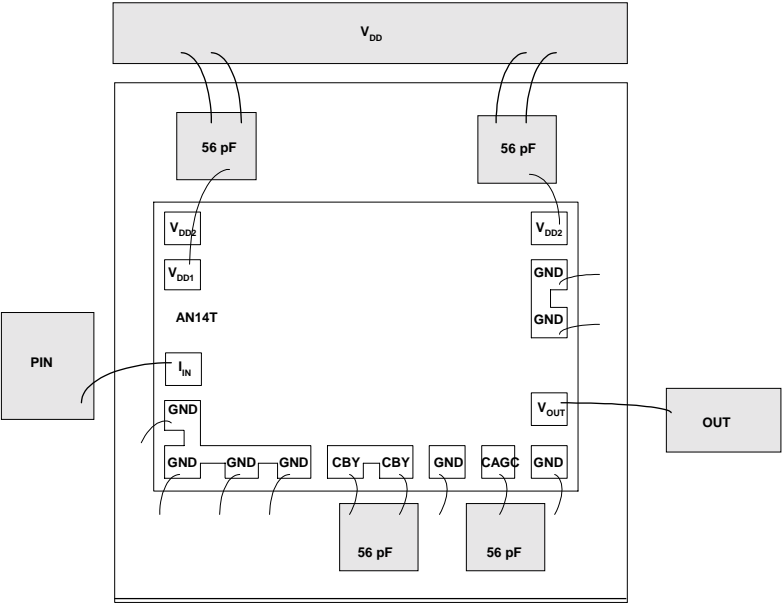 VDD
56 pF 56 pF
VDD2 VDD2
VDD1 GND
AN14T GND
PIN IIN
GND VOUT OUT
GND GND GND CBY CBY GND CAGC GND
56 pF 56 pF